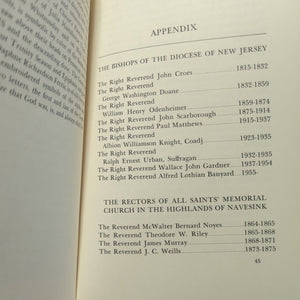 APPENDIX
THE BISHOPS OF THE DIOCESE OF NEW JERSEY
The Right Reverend John Croes 1815-1832
The Right Reverend
George Washington Doane 1832-1859
The Right Reverend
William Henry Odenheimer 1859-1874
The Right Reverend John Scarborough 1875-1914
The Right Reverend Paul Matthews 1915-1937
The Right Reverend
Albion Williamson Knight, Coadj 1923-1935
The Right Reverend
Ralph Ernest Urban, Suffragan 1932-1935
The Right Reverend Wallace John Gardner 1937-1954
The Right Reverend Alfred Lothian Banyard 1955-
THE RECTORS OF ALL SAINTS' MEMORIAL
CHURCH IN THE HIGHLANDS OF NAVESINK
The Reverend McWalter Bernard Noyes 1864-1865
The Reverend Theodore W. Riley 1865-1868
The Reverend James Murray 1868-1871
The Reverend J. C. Weills 1873-1875
45